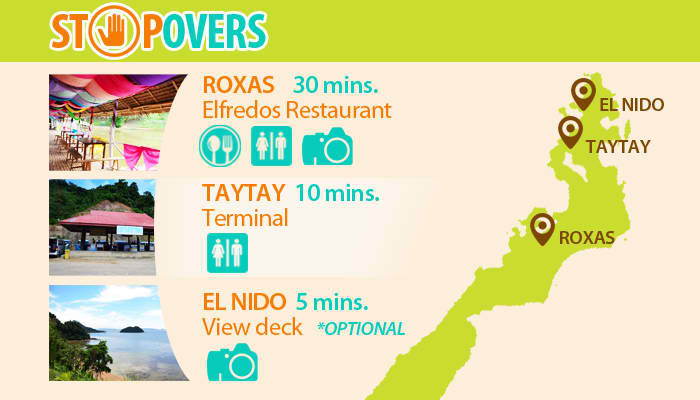 STOPOVERS
ROXAS 30 mins.
Elfredos Restaurant
TAYTAY 10 mins.
Terminal
EL NIDO 5 mins.
View deck *OPTIONAL
EL NIDO
TAYTAY
ROXAS